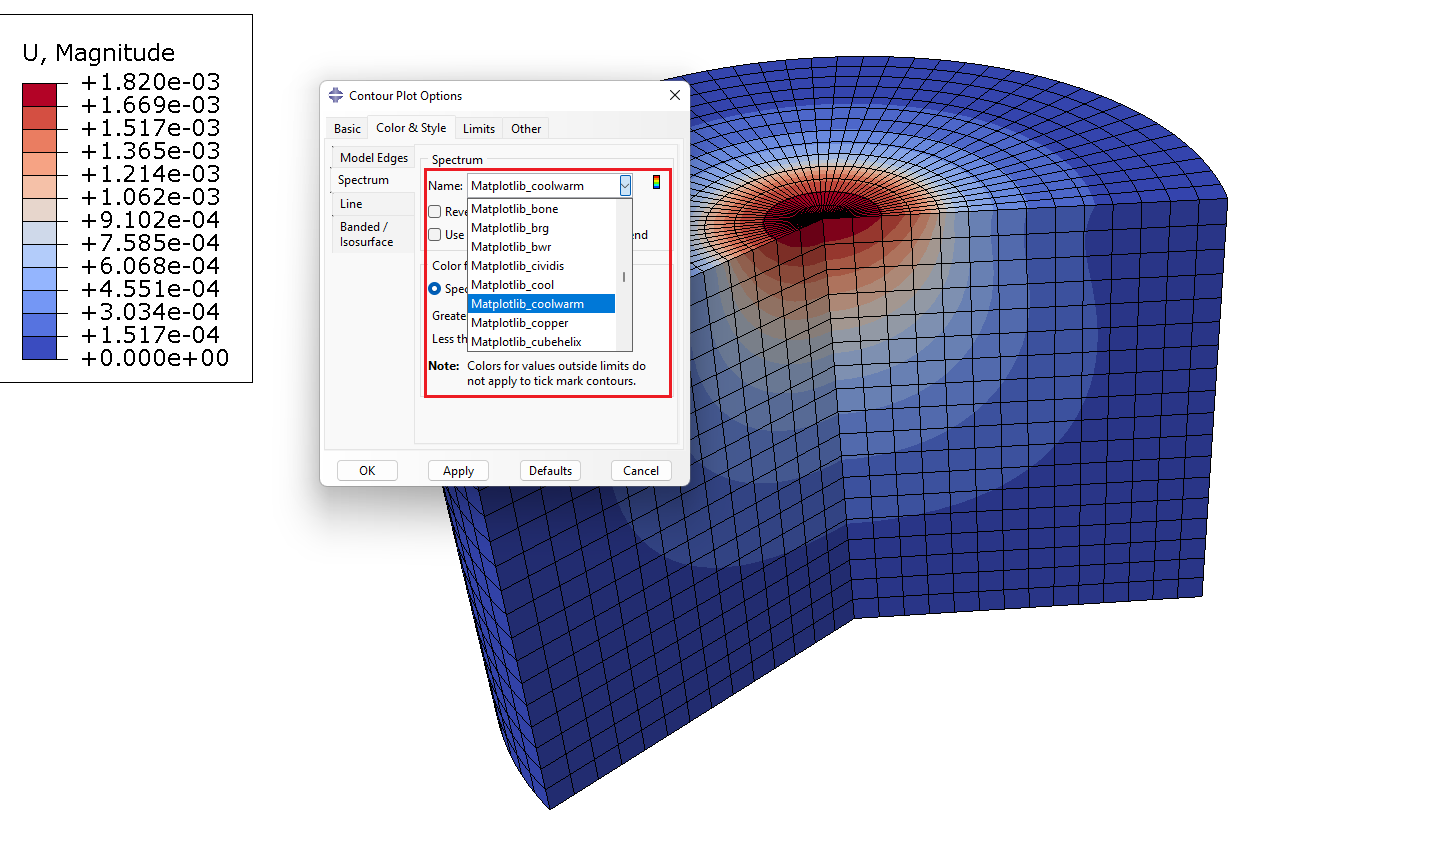 U, Magnitude
+1.820e-03
+1.669e-03
+1.517e-03
+1.365e-03
+1.214e-03
+1.062e-03
+9.102e-04
+7.585e-04
+6.068e-04
+4.551e-04
+3.034e-04
+1.517e-04
+0.000e+00
Contour Plot Options
Basic Color & Style Limits Other
Model Edges
Spectrum
Line
Banded /
Isosurface
Spectrum
Name: Matplotlib_coolwarm
Reve
Use end
Color f
Spec
Greate
Less th
Matplotlib_bone
Matplotlib_brg
Matplotlib_bwr
Matplotlib_cividis
Matplotlib_cool
Matplotlib_coolwarm
Matplotlib_copper
Matplotlib_cubehelix
Note: Colors for values outside limits do
not apply to tick mark contours.
OK Apply Defaults Cancel